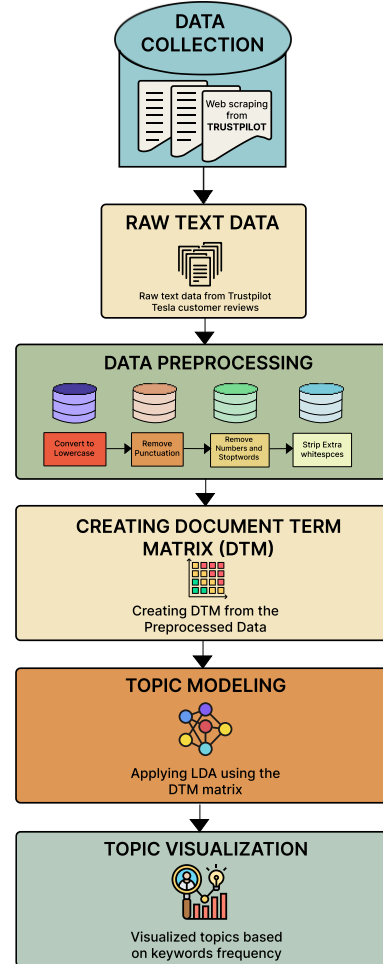 DATA
COLLECTION
Web scraping
from
TRUSTPILOT
RAW TEXT DATA
Raw text data from Trustpilot
Tesla customer reviews
DATA PREPROCESSING
Convert to
Lowercase
Remove
Punctuation
Remove
Numbers and
Stoptwords
Strip Extra
whitespces
CREATING DOCUMENT TERM
MATRIX (DTM)
Creating DTM from the
Preprocessed Data
TOPIC MODELING
Applying LDA using the
DTM matrix
TOPIC VISUALIZATION
Visualized topics based
on keywords frequency